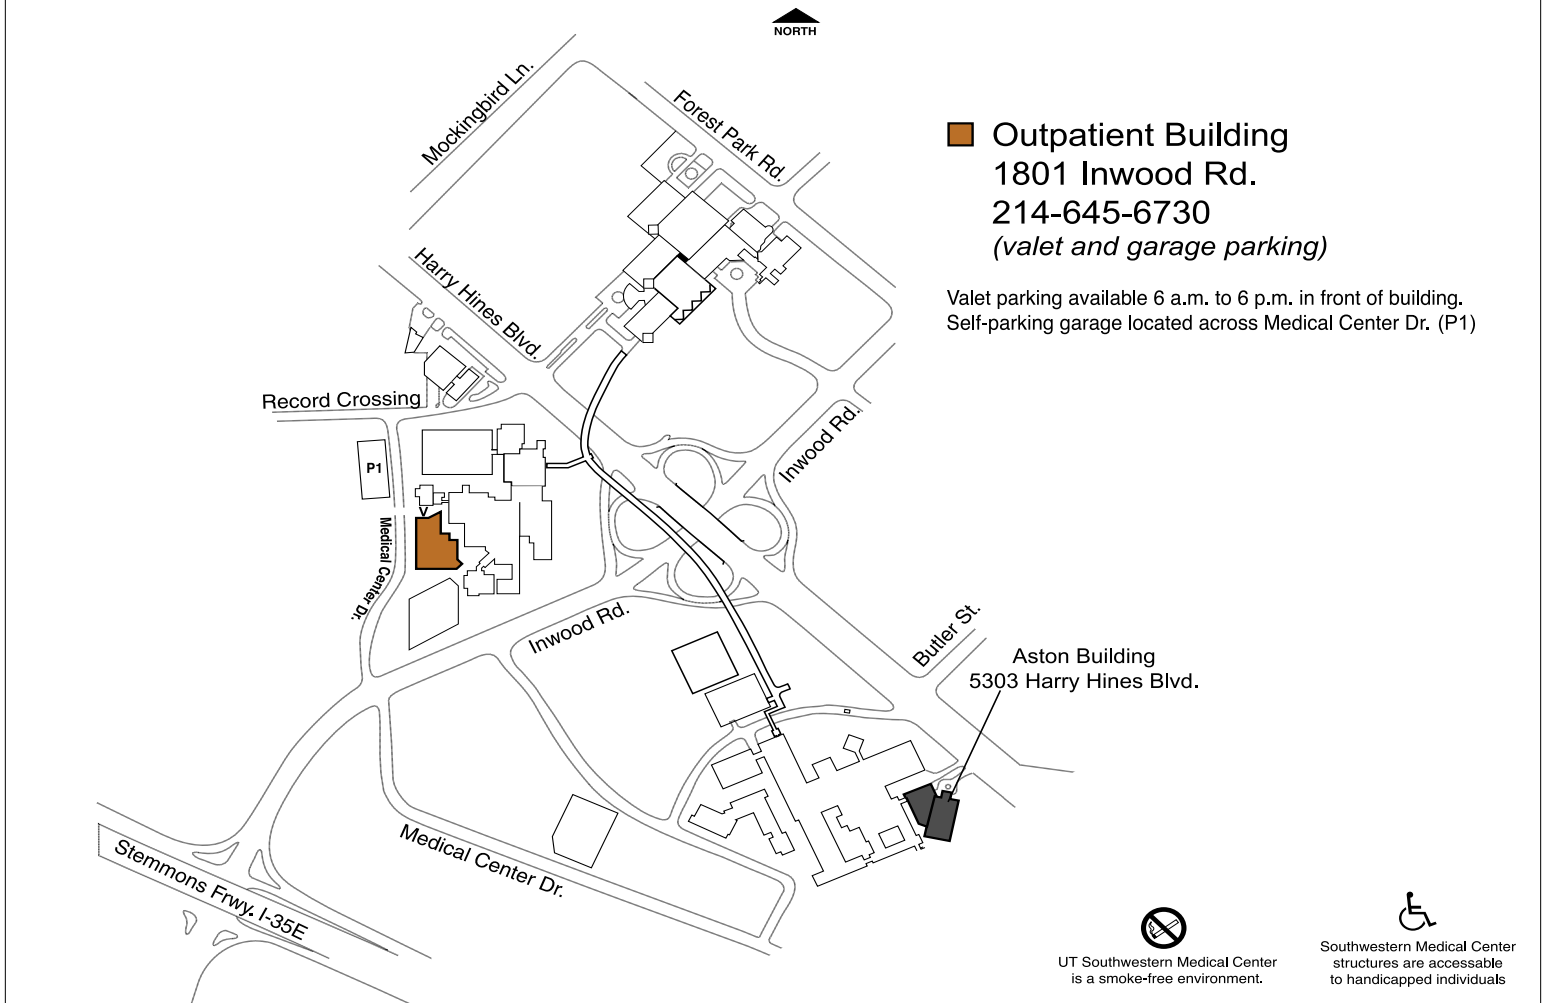 NORTH
Mockingbird Ln.
Forest Park Rd.
Outpatient Building
1801 Inwood Rd.
214-645-6730
(valet and garage parking)
Valet parking available 6 a.m. to 6 p.m. in front of building.
Self-parking garage located across Medical Center Dr. (P1)
Harry Hines Blvd.
Record Crossing
Inwood Rd.
P1
V
Medical Center Dr.
Inwood Rd.
Butler St.
Aston Building
5303 Harry Hines Blvd.
Medical Center Dr.
Stemmons Frwy. I-35E
UT Southwestern Medical Center
is a smoke-free environment.
Southwestern Medical Center
structures are accessable
to handicapped individuals